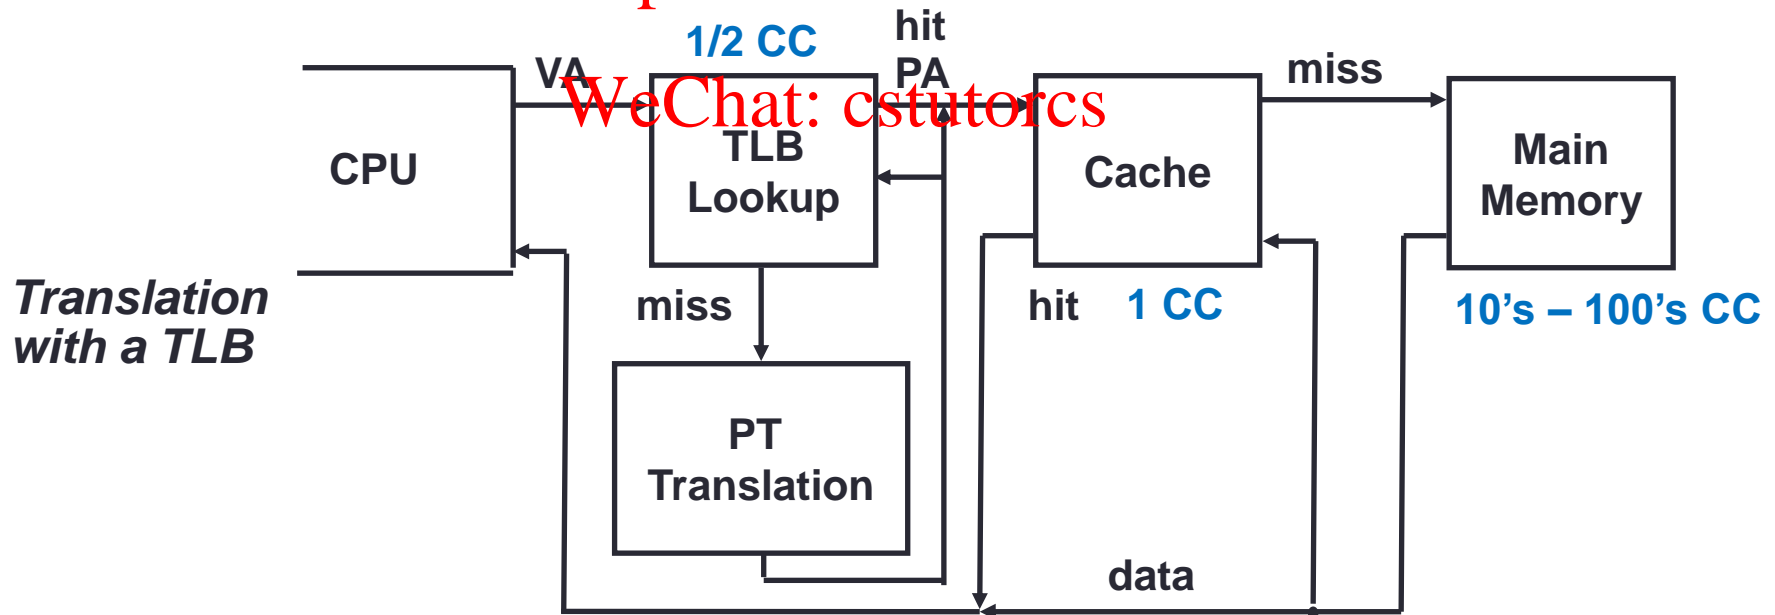 1/2 CC
hit
PA
VA
miss
WeChat: cstutorcs
CPU
TLB
Lookup
Cache
Main
Memory
Translation
with a TLB
miss
hit
1 CC
10's – 100's CC
PT
Translation
data